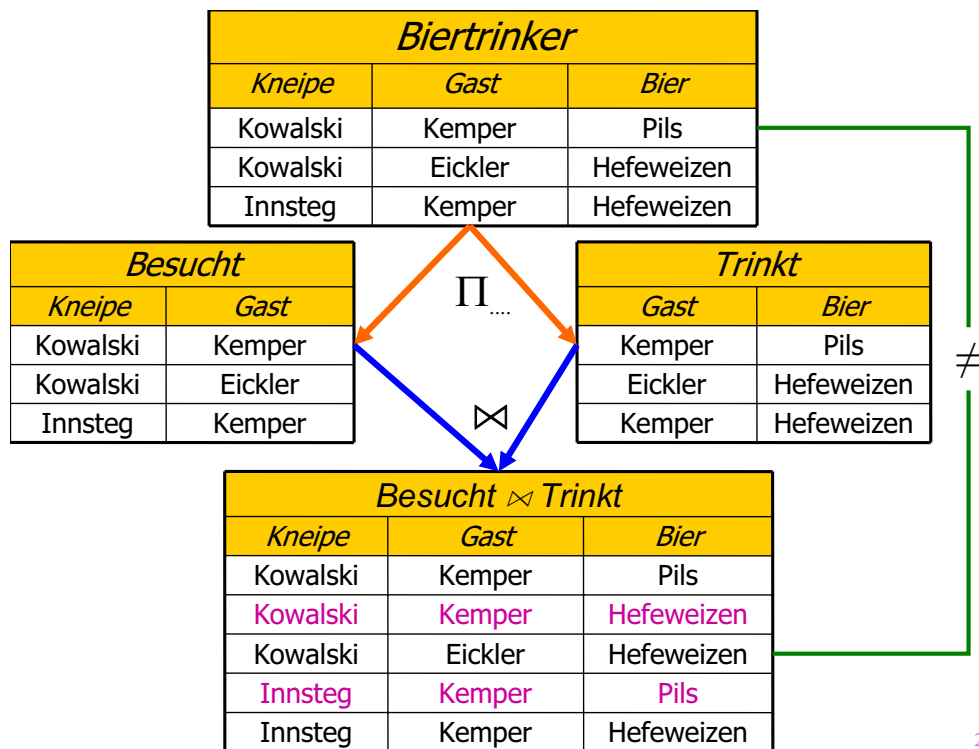 Biertrinker
Kneipe Gast Bier
Kowalski Kemper Pils
Kowalski Eickler Hefeweizen
Innsteg Kemper Hefeweizen
Besucht
Kneipe Gast
Kowalski Kemper
Kowalski Eickler
Innsteg Kemper
Π....
Trinkt
Gast Bier
Kemper Pils
Eickler Hefeweizen
Kemper Hefeweizen
≠
⋈
Besucht ⋈ Trinkt
Kneipe Gast Bier
Kowalski Kemper Pils
Kowalski Kemper Hefeweizen
Kowalski Eickler Hefeweizen
Innsteg Kemper Pils
Innsteg Kemper Hefeweizen